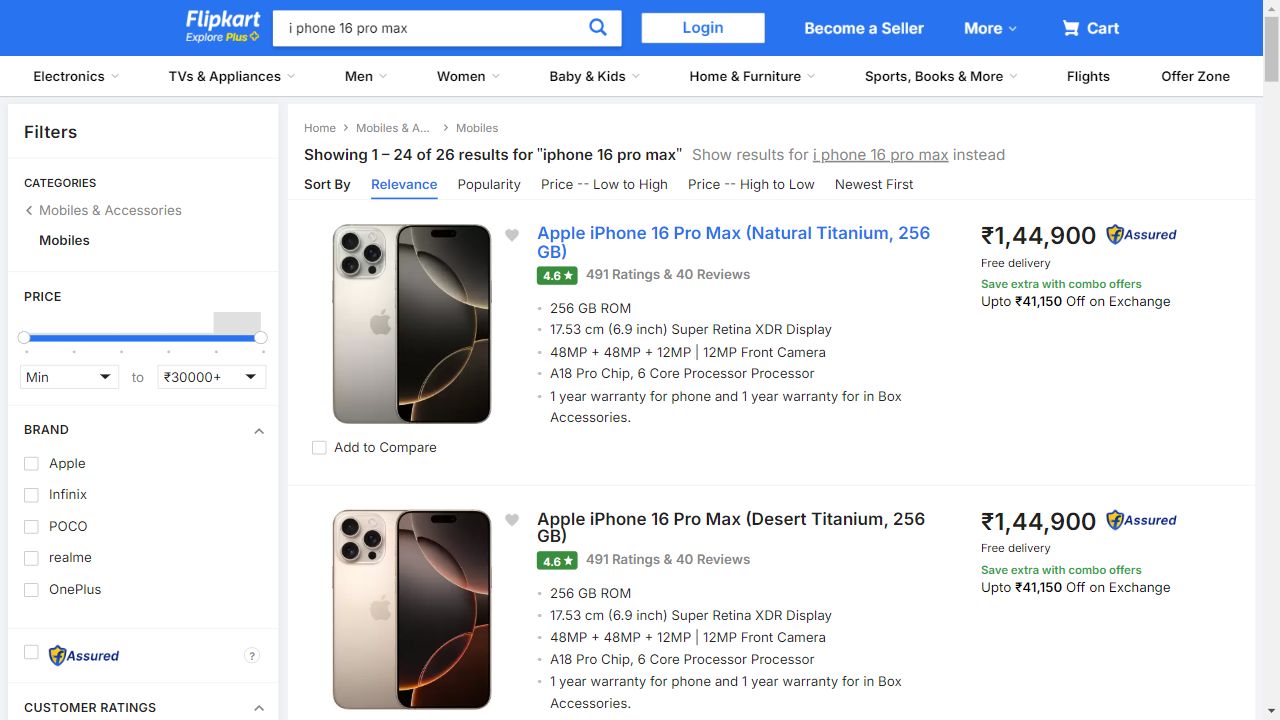 Flipkart
Explore Plus
i phone 16 pro max
Login
Become a Seller
More
Cart
Electronics
TVs & Appliances
Men
Women
Baby & Kids
Home & Furniture
Sports, Books & More
Flights
Offer Zone
Filters
CATEGORIES
Mobiles & Accessories
Mobiles
PRICE
Min
to
₹30000+
BRAND
Apple
Infinix
POCO
realme
OnePlus
Assured
?
CUSTOMER RATINGS
Home
Mobiles & A...
Mobiles
Showing 1 – 24 of 26 results for "iphone 16 pro max" Show results for i phone 16 pro max instead
Sort By Relevance Popularity Price -- Low to High Price -- High to Low Newest First
Apple iPhone 16 Pro Max (Natural Titanium, 256
GB)
4.6 ★ 491 Ratings & 40 Reviews
256 GB ROM
17.53 cm (6.9 inch) Super Retina XDR Display
48MP + 48MP + 12MP | 12MP Front Camera
A18 Pro Chip, 6 Core Processor Processor
1 year warranty for phone and 1 year warranty for in Box
Accessories.
₹1,44,900 Assured
Free delivery
Save extra with combo offers
Upto ₹41,150 Off on Exchange
Add to Compare
Apple iPhone 16 Pro Max (Desert Titanium, 256
GB)
4.6 ★ 491 Ratings & 40 Reviews
256 GB ROM
17.53 cm (6.9 inch) Super Retina XDR Display
48MP + 48MP + 12MP | 12MP Front Camera
A18 Pro Chip, 6 Core Processor Processor
1 year warranty for phone and 1 year warranty for in Box
Accessories.
₹1,44,900 Assured
Free delivery
Save extra with combo offers
Upto ₹41,150 Off on Exchange